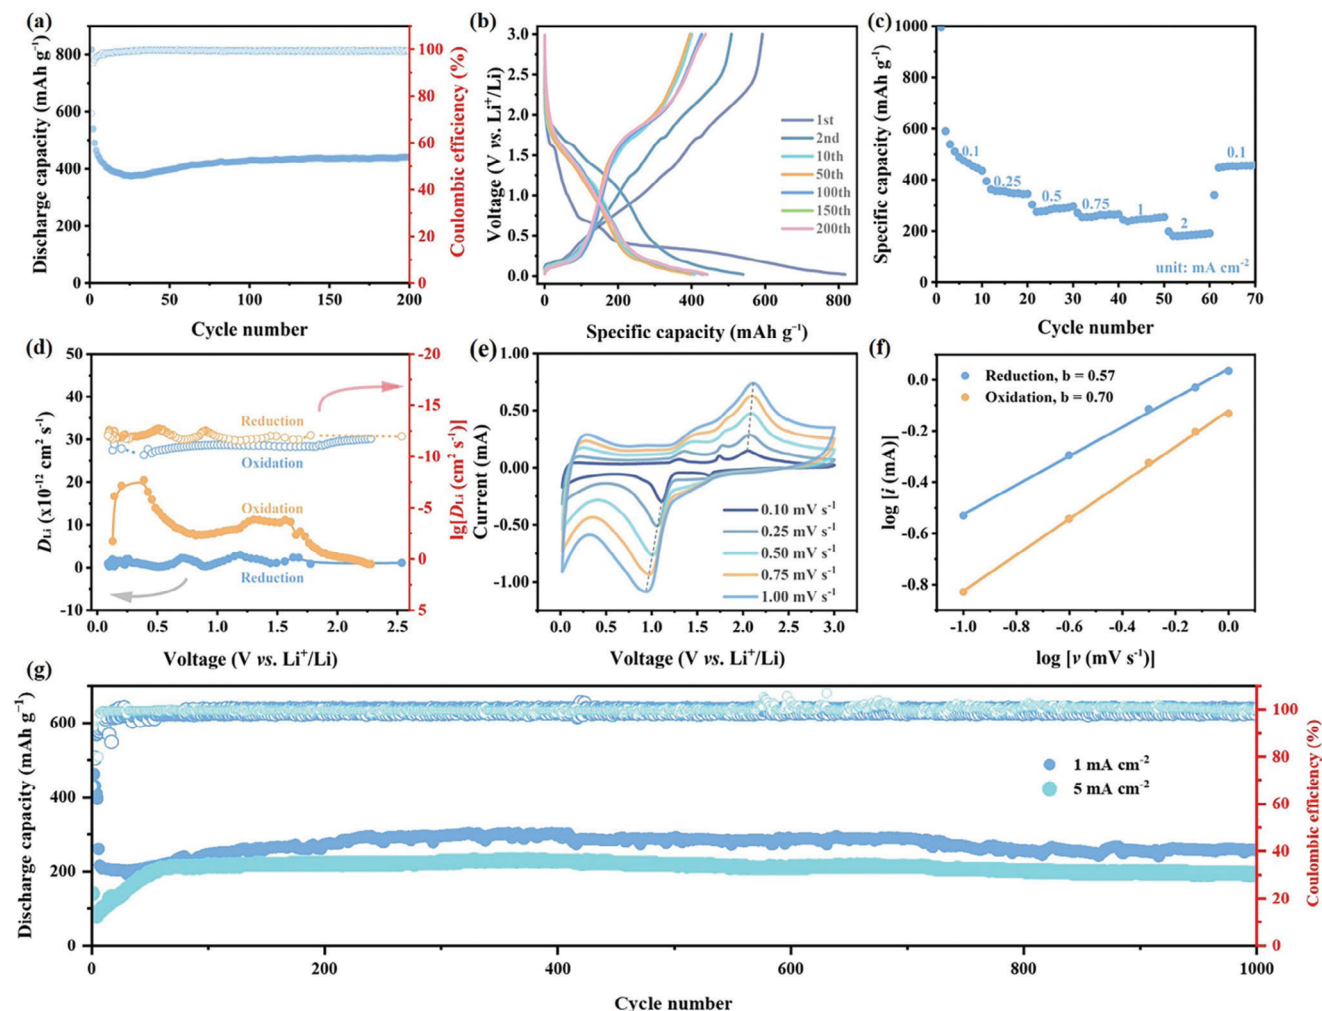 (a)
800
600
400
200
0
Discharge capacity (mAh g⁻¹)
0 50 100 150 200
Cycle number
100
80
60
40
20
0
Coulombic efficiency (%)
(b)
3.0
2.5
2.0
1.5
1.0
0.5
0.0
Voltage (V vs. Li⁺/Li)
1st
2nd
10th
50th
100th
150th
200th
0 200 400 600 800
Specific capacity (mAh g⁻¹)
(c)
1000
800
600
400
200
0
Specific capacity (mAh g⁻¹)
0.1
0.25
0.5
0.75
1
2
0.1
unit: mA cm⁻²
0 10 20 30 40 50 60 70
Cycle number
(d)
50
40
30
20
10
0
-10
D_Li (x10⁻¹² cm² s⁻¹)
Reduction
Oxidation
Oxidation
Reduction
-20
-15
-10
-5
0
5
lg[D_Li (cm² s⁻¹)]
0.0 0.5 1.0 1.5 2.0 2.5
Voltage (V vs. Li⁺/Li)
(e)
1.00
0.50
0.00
-0.50
-1.00
Current (mA)
0.10 mV s⁻¹
0.25 mV s⁻¹
0.50 mV s⁻¹
0.75 mV s⁻¹
1.00 mV s⁻¹
0.0 0.5 1.0 1.5 2.0 2.5 3.0
Voltage (V vs. Li⁺/Li)
(f)
0.0
-0.4
-0.8
log [i (mA)]
Reduction, b = 0.57
Oxidation, b = 0.70
-1.0 -0.8 -0.6 -0.4 -0.2 0.0
log [v (mV s⁻¹)]
(g)
600
400
200
0
Discharge capacity (mAh g⁻¹)
1 mA cm⁻²
5 mA cm⁻²
100
80
60
40
20
0
Coulombic efficiency (%)
0 200 400 600 800 1000
Cycle number